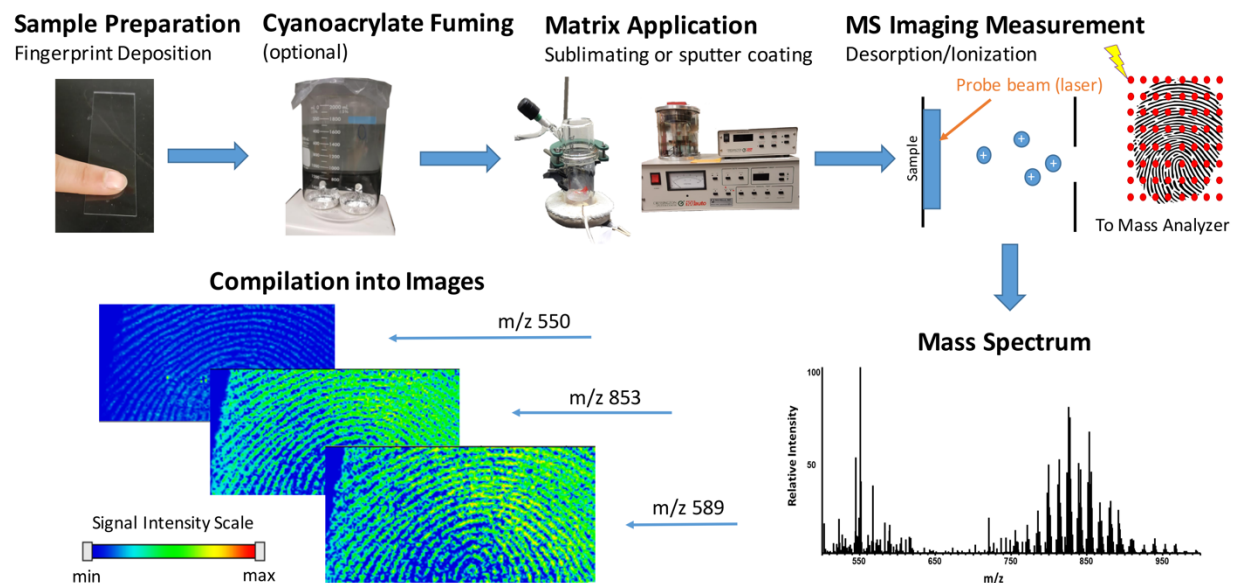 Sample Preparation
Fingerprint Deposition
Cyanoacrylate Fuming
(optional)
Matrix Application
Sublimating or sputter coating
MS Imaging Measurement
Desorption/Ionization
Probe beam (laser)
Sample
+
+
+
+
To Mass Analyzer
Compilation into Images
m/z 550
m/z 853
m/z 589
Signal Intensity Scale
min
max
Mass Spectrum
Relative Intensity
100
50
550
650
750
850
950
m/z